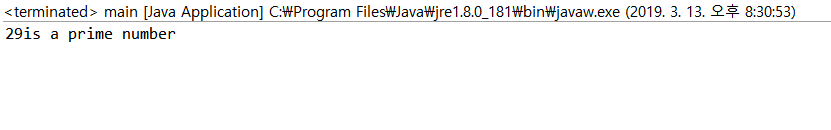 <terminated> main [Java Application] C:₩Program Files₩Java₩jre1.8.0_181₩bin₩javaw.exe (2019. 3. 13. 오후 8:30:53)
29is a prime number